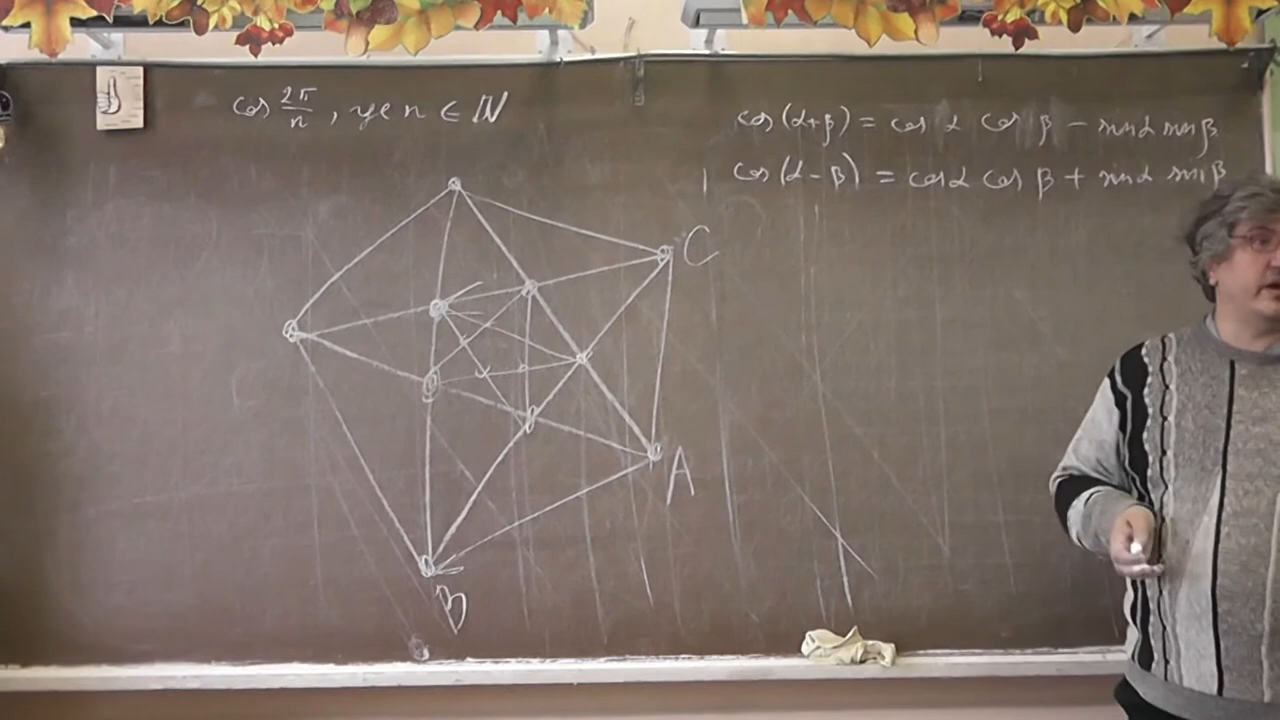 cos 2π/n , где n ∈ ℕ
cos (α+β) = cos α cos β − sin α sin β
cos (α − β) = cos α cos β + sin α sin β
C
A
B